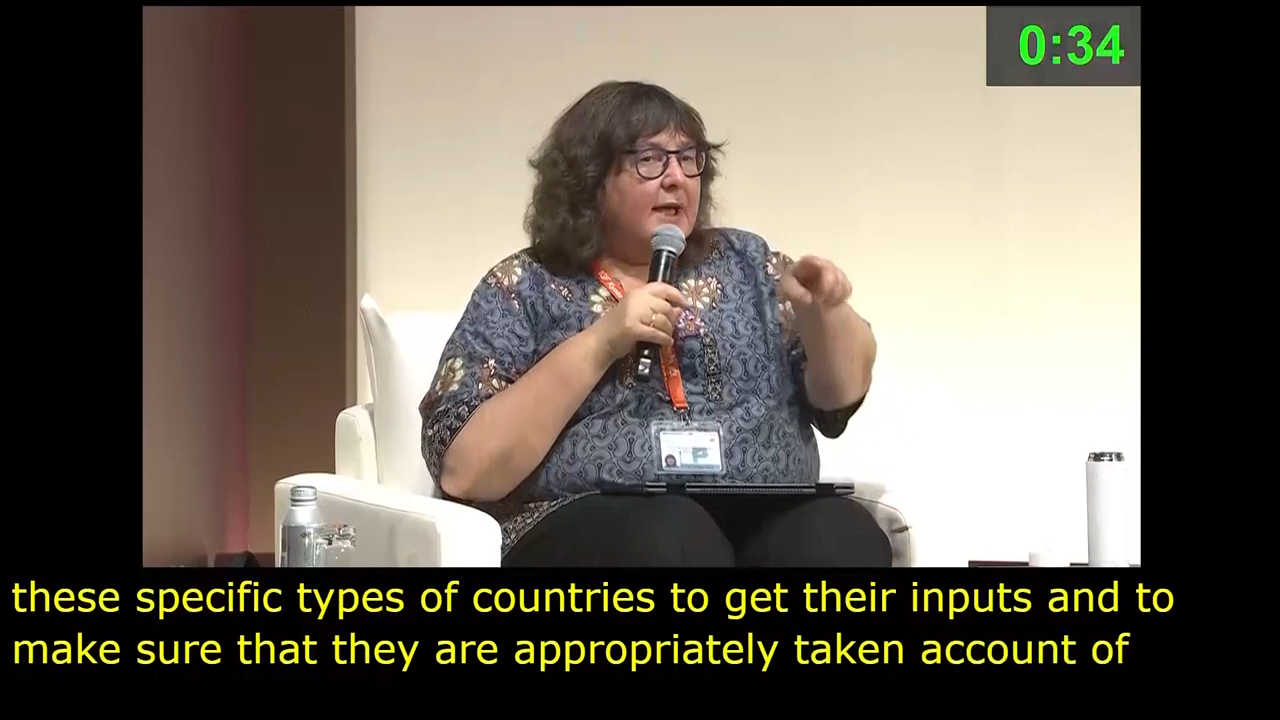 0:34
these specific types of countries to get their inputs and to
make sure that they are appropriately taken account of